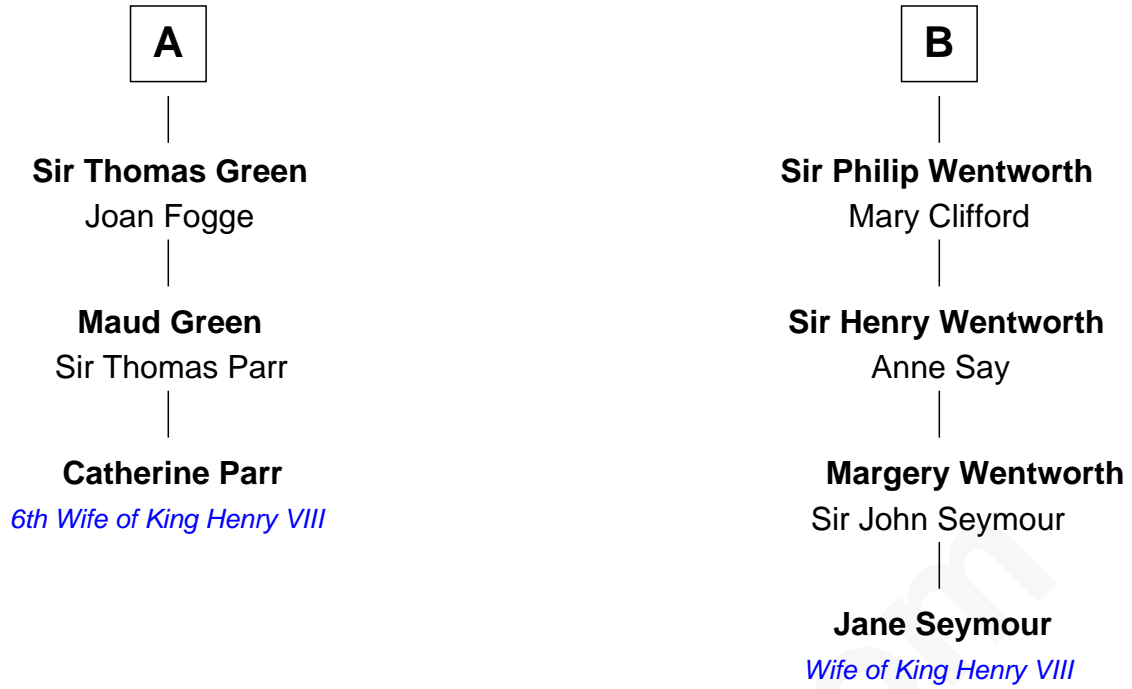 A
Sir Thomas Green
Joan Fogge
Maud Green
Sir Thomas Parr
Catherine Parr
6th Wife of King Henry VIII
B
Sir Philip Wentworth
Mary Clifford
Sir Henry Wentworth
Anne Say
Margery Wentworth
Sir John Seymour
Jane Seymour
Wife of King Henry VIII
om